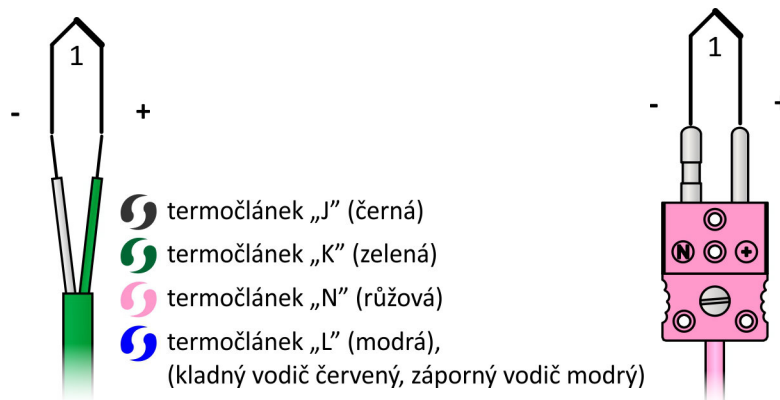 1
- +
termočlánek „J” (černá)
termočlánek „K” (zelená)
termočlánek „N” (růžová)
termočlánek „L” (modrá),
(kladný vodič červený, záporný vodič modrý)
1
- -
N +